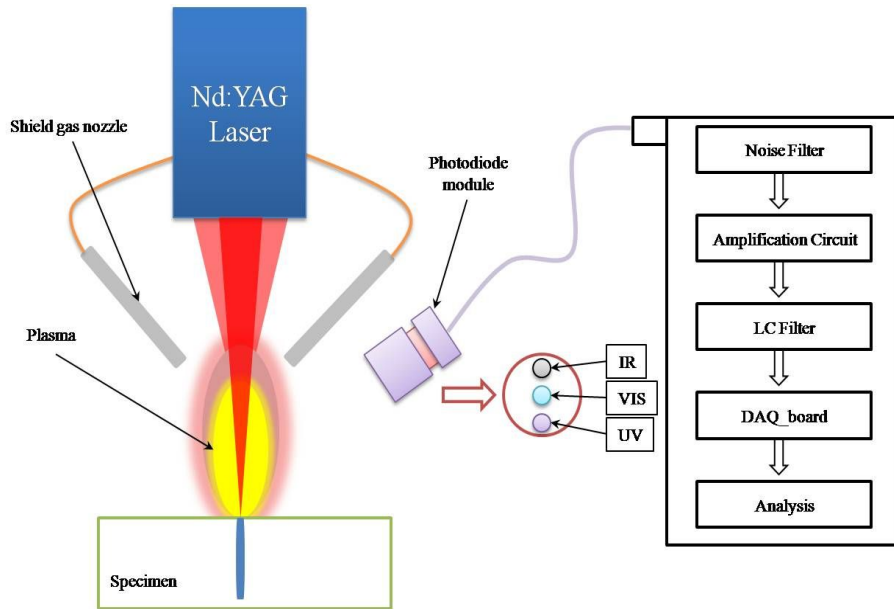 Nd:YAG
Laser
Shield gas nozzle
Photodiode
module
Plasma
IR
VIS
UV
Specimen
Noise Filter
Amplification Circuit
LC Filter
DAQ_board
Analysis